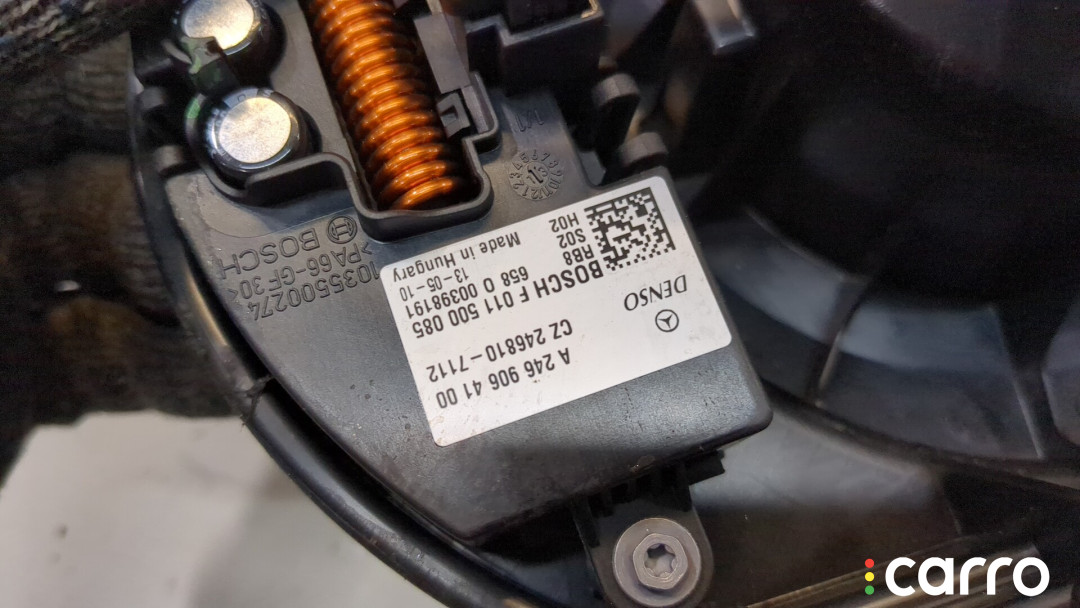 A 246 906 41 00
CZ 246810-7112
DENSO
BOSCH F 011 500 085
658 0 00398191
13-05-10
Made in Hungary
RB8
S02
H02
1035500274
>PA66-GF30<
BOSCH
carro